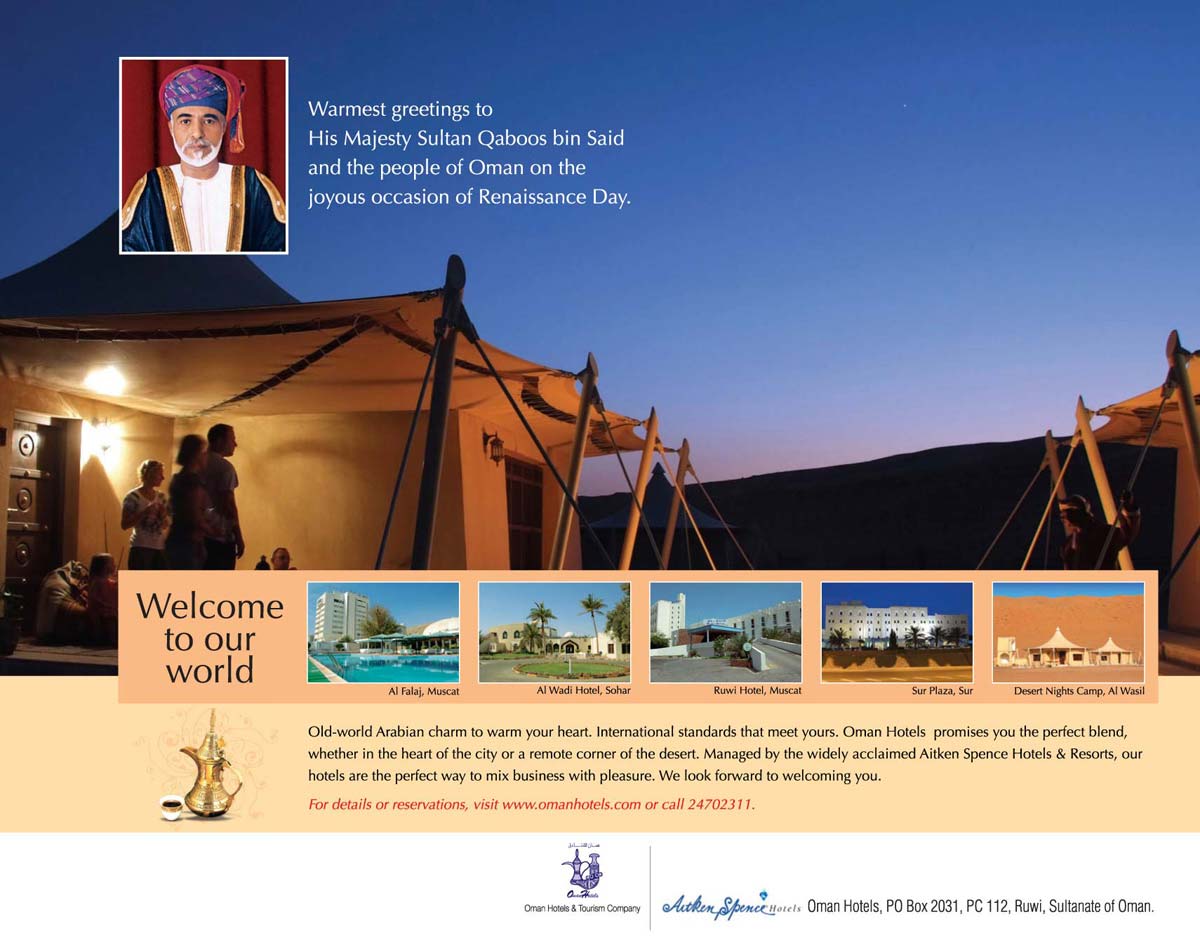 Warmest greetings to
His Majesty Sultan Qaboos bin Said
and the people of Oman on the
joyous occasion of Renaissance Day.
Welcome
to our
world
Al Falaj, Muscat
Al Wadi Hotel, Sohar
Ruwi Hotel, Muscat
Sur Plaza, Sur
Desert Nights Camp, Al Wasil
Old-world Arabian charm to warm your heart. International standards that meet yours. Oman Hotels promises you the perfect blend,
whether in the heart of the city or a remote corner of the desert. Managed by the widely acclaimed Aitken Spence Hotels & Resorts, our
hotels are the perfect way to mix business with pleasure. We look forward to welcoming you.
For details or reservations, visit www.omanhotels.com or call 24702311.
Oman Hotels
Oman Hotels & Tourism Company
Aitken Spence Hotels
Oman Hotels, PO Box 2031, PC 112, Ruwi, Sultanate of Oman.